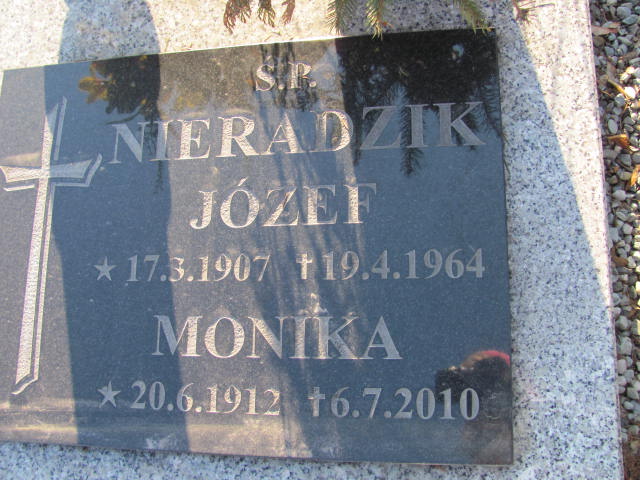 Ś.P.
NIERADZIK
JÓZEF
★ 17.3.1907 † 19.4.1964
MONIKA
★ 20.6.1912 † 6.7.2010